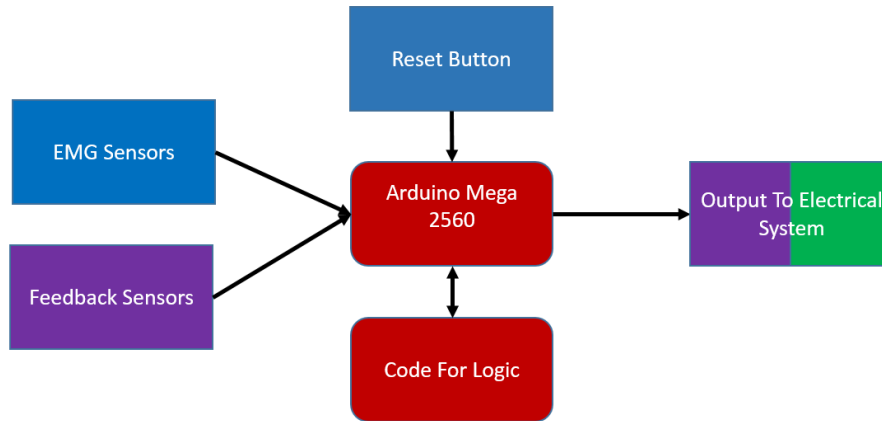 Reset Button
EMG Sensors
Arduino Mega
2560
Output To Electrical
System
Feedback Sensors
Code For Logic